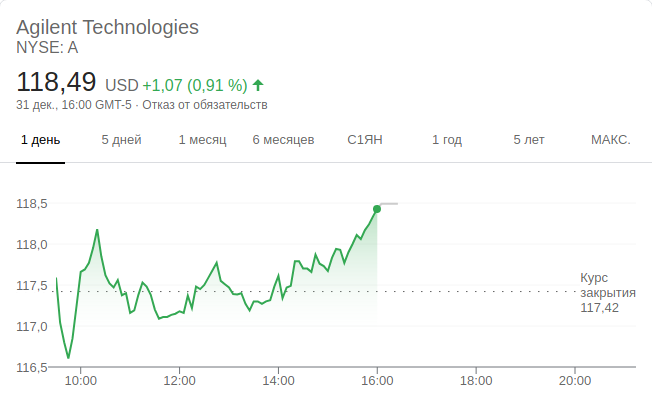 Agilent Technologies
NYSE: A
118,49 USD +1,07 (0,91 %)
31 дек., 16:00 GMT-5 · Отказ от обязательств
1 день 5 дней 1 месяц 6 месяцев С1ЯН 1 год 5 лет МАКС.
118,5
118,0
117,5
117,0
116,5
Курс
закрытия
117,42
10:00 12:00 14:00 16:00 18:00 20:00